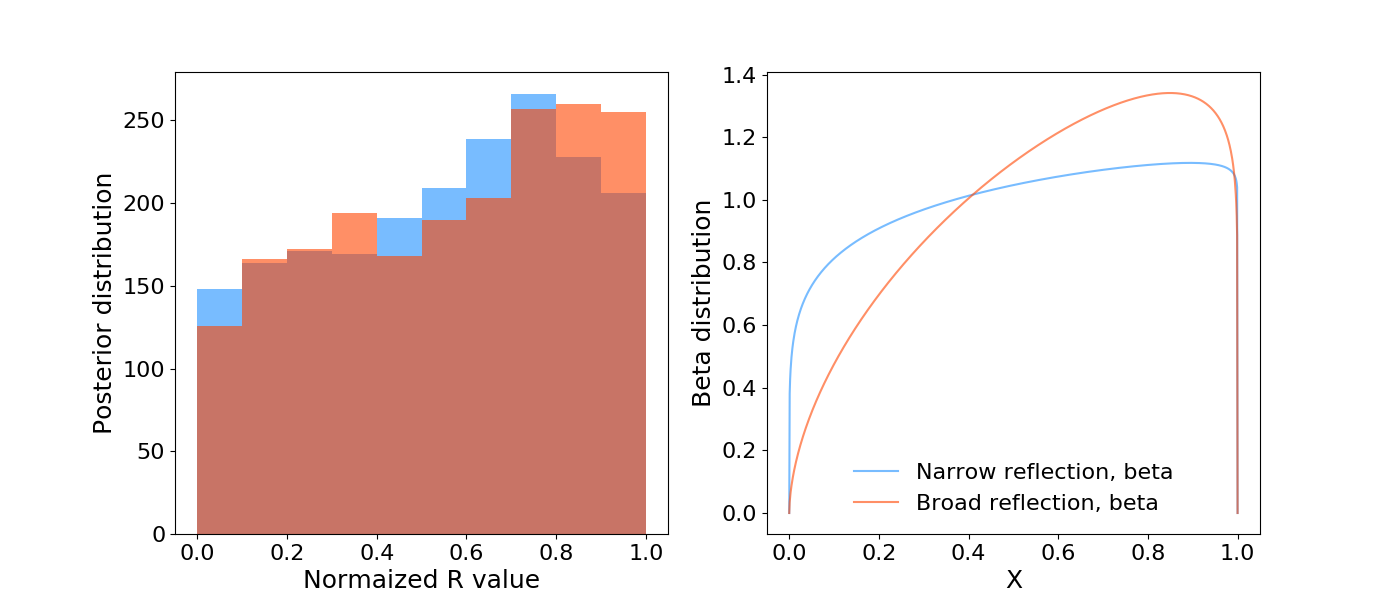 Posterior distribution
250
200
150
100
50
0
0.0 0.2 0.4 0.6 0.8 1.0
Normaized R value
Beta distribution
1.4
1.2
1.0
0.8
0.6
0.4
0.2
0.0
Narrow reflection, beta
Broad reflection, beta
0.0 0.2 0.4 0.6 0.8 1.0
X